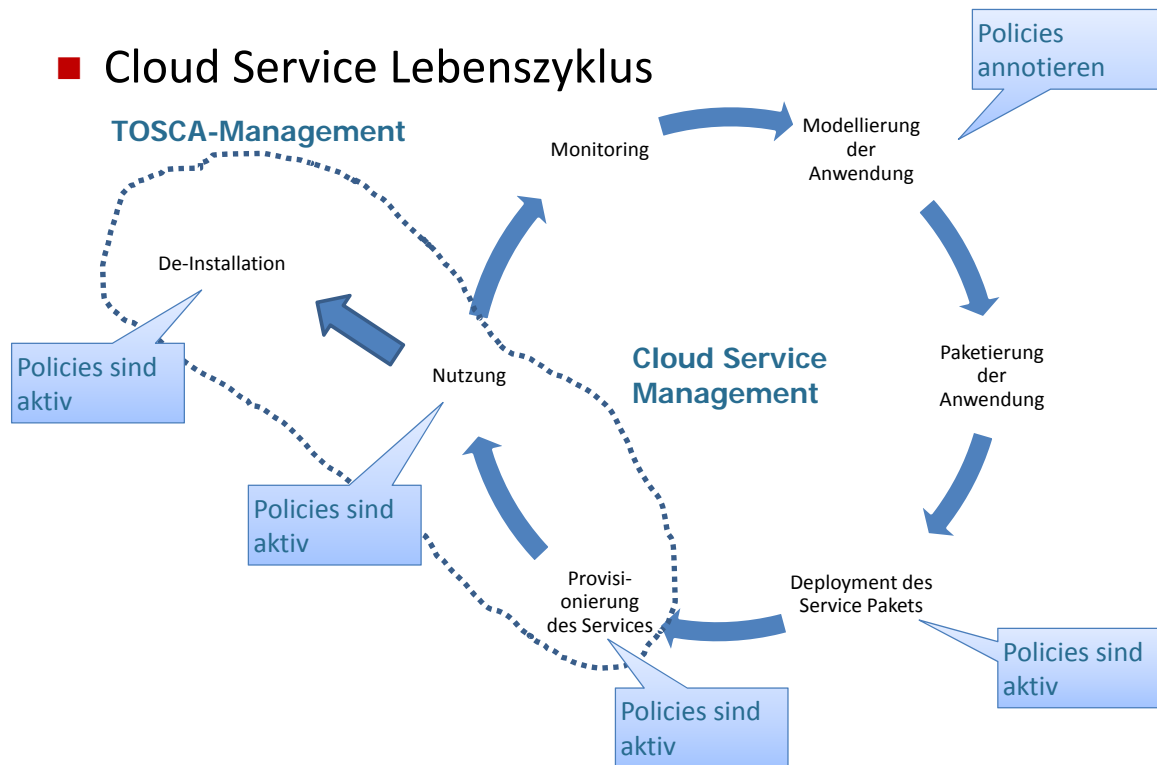 Cloud Service Lebenszyklus
Policies
annotieren
TOSCA-Management
Monitoring
Modellierung
der
Anwendung
De-Installation
Policies sind
aktiv
Nutzung
Cloud Service
Management
Paketierung
der
Anwendung
Policies sind
aktiv
Provisi-
onierung
des Services
Deployment des
Service Pakets
Policies sind
aktiv
Policies sind
aktiv